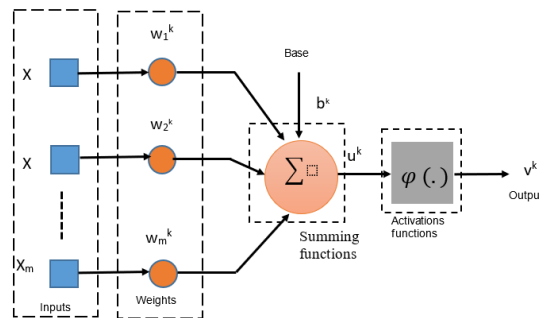 w₁ᵏ
X
Base
bᵏ
w₂ᵏ
X
∑
uᵏ
φ (.)
vᵏ
Outpu
Activations
functions
Summing
functions
wₘᵏ
Xₘ
Inputs
Weights